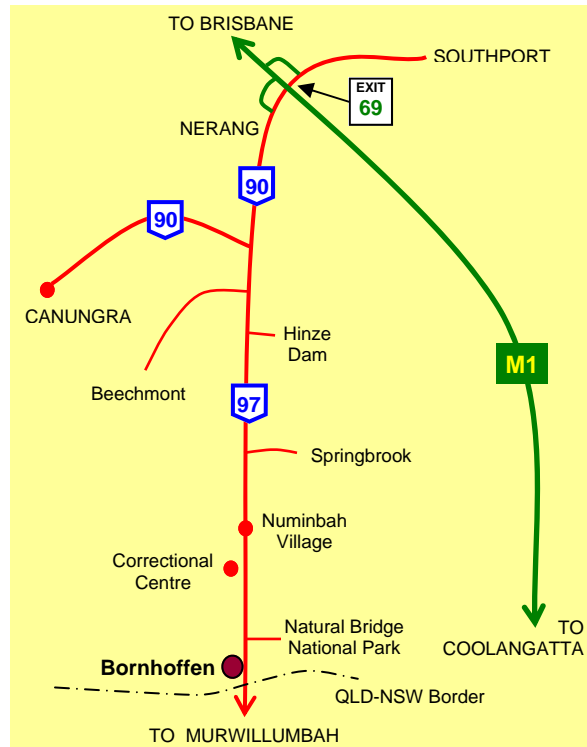 TO BRISBANE
SOUTHPORT
EXIT
69
NERANG
90
90
CANUNGRA
Hinze
Dam
M1
Beechmont
97
Springbrook
Numinbah
Village
Correctional
Centre
Natural Bridge
National Park
TO
COOLANGATTA
Bornhoffen
QLD-NSW Border
TO MURWILLUMBAH